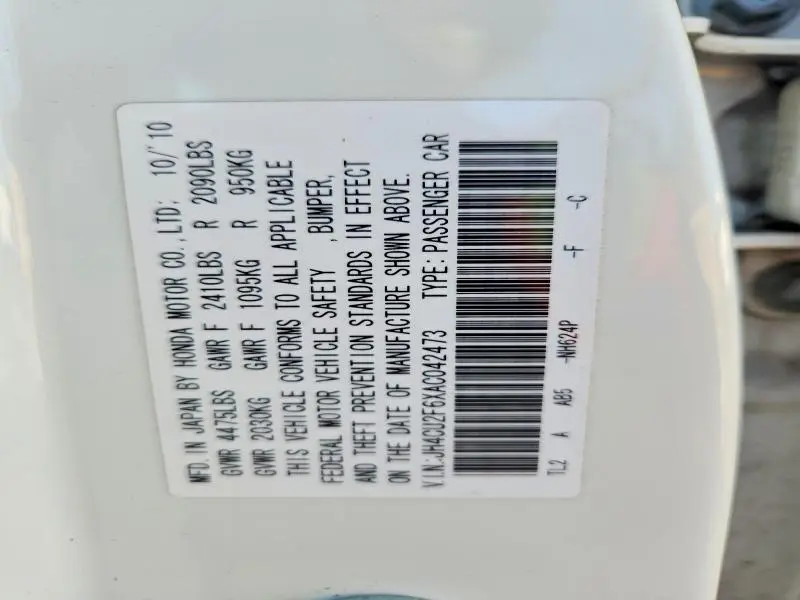 MFD. IN JAPAN BY HONDA MOTOR CO., LTD: 10/'10
GVWR 4475LBS GAWR F 2410LBS R 2090LBS
GVWR 2030KG GAWR F 1095KG R 950KG
THIS VEHICLE CONFORMS TO ALL APPLICABLE
FEDERAL MOTOR VEHICLE SAFETY , BUMPER,
AND THEFT PREVENTION STANDARDS IN EFFECT
ON THE DATE OF MANUFACTURE SHOWN ABOVE.
V.I.N:JH4CU2F6XAC042473 TYPE: PASSENGER CAR
TL2 A AB5 -NH624P -F -C